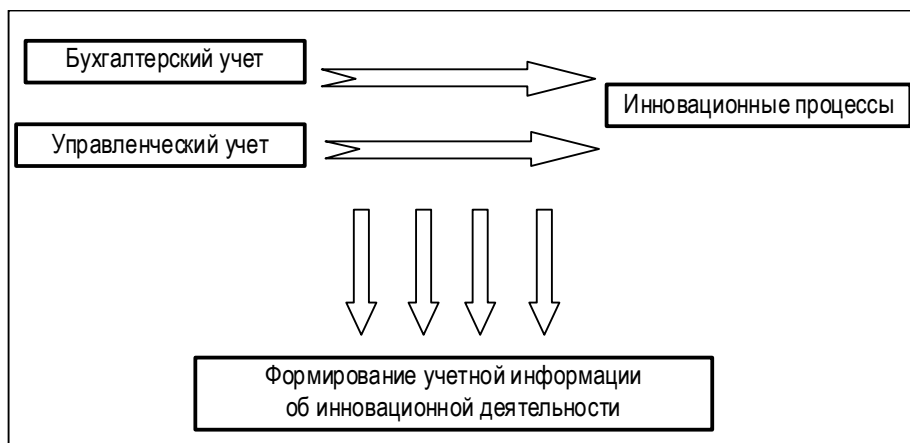 Бухгалтерский учет
Инновационные процессы
Управленческий учет
Формирование учетной информации
об инновационной деятельности